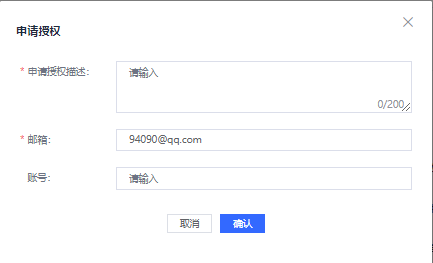 申请授权
* 申请授权描述:
请输入
0/200
* 邮箱: 94090@qq.com
账号: 请输入
取消 确认